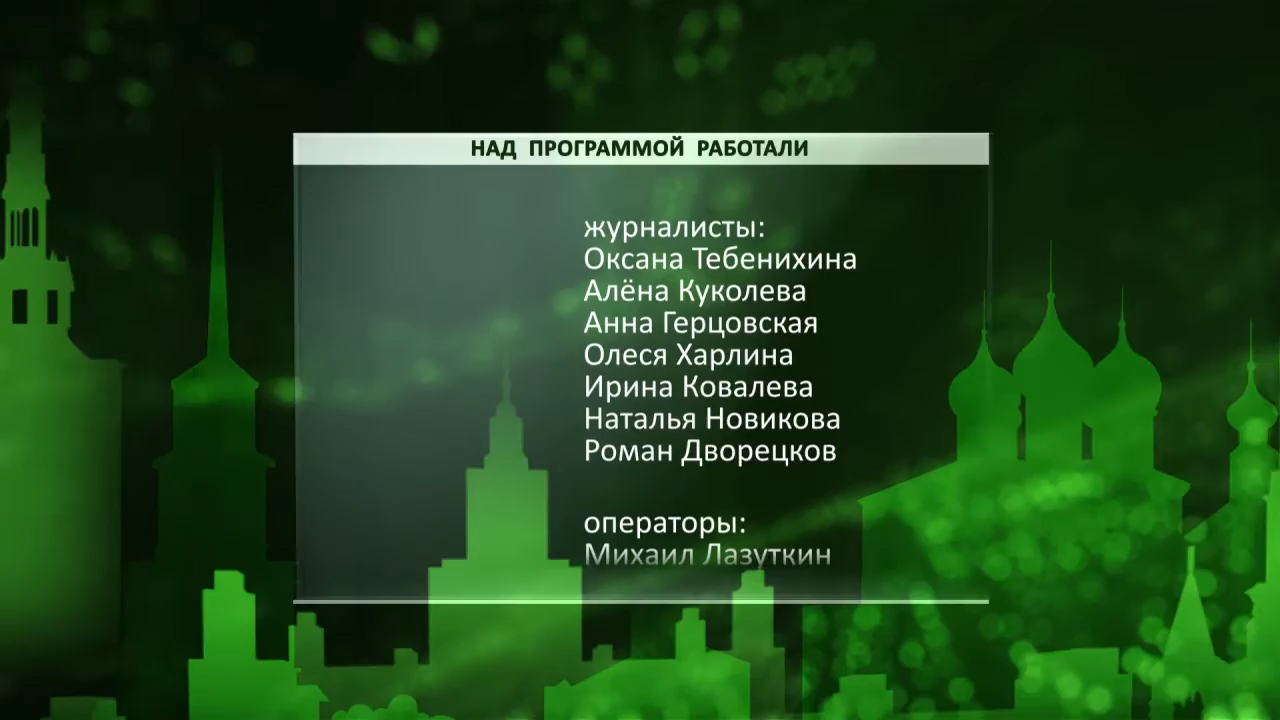 НАД ПРОГРАММОЙ РАБОТАЛИ
журналисты:
Оксана Тебенихина
Алёна Куколева
Анна Герцовская
Олеся Харлина
Ирина Ковалева
Наталья Новикова
Роман Дворецков
операторы:
Михаил Лазуткин